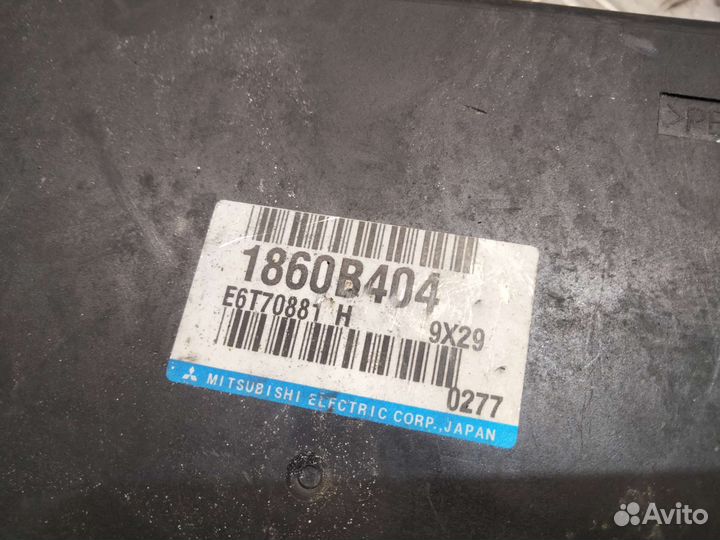 1860B404
E6T70881 H 9X29
0277
MITSUBISHI ELECTRIC CORP., JAPAN
Avito